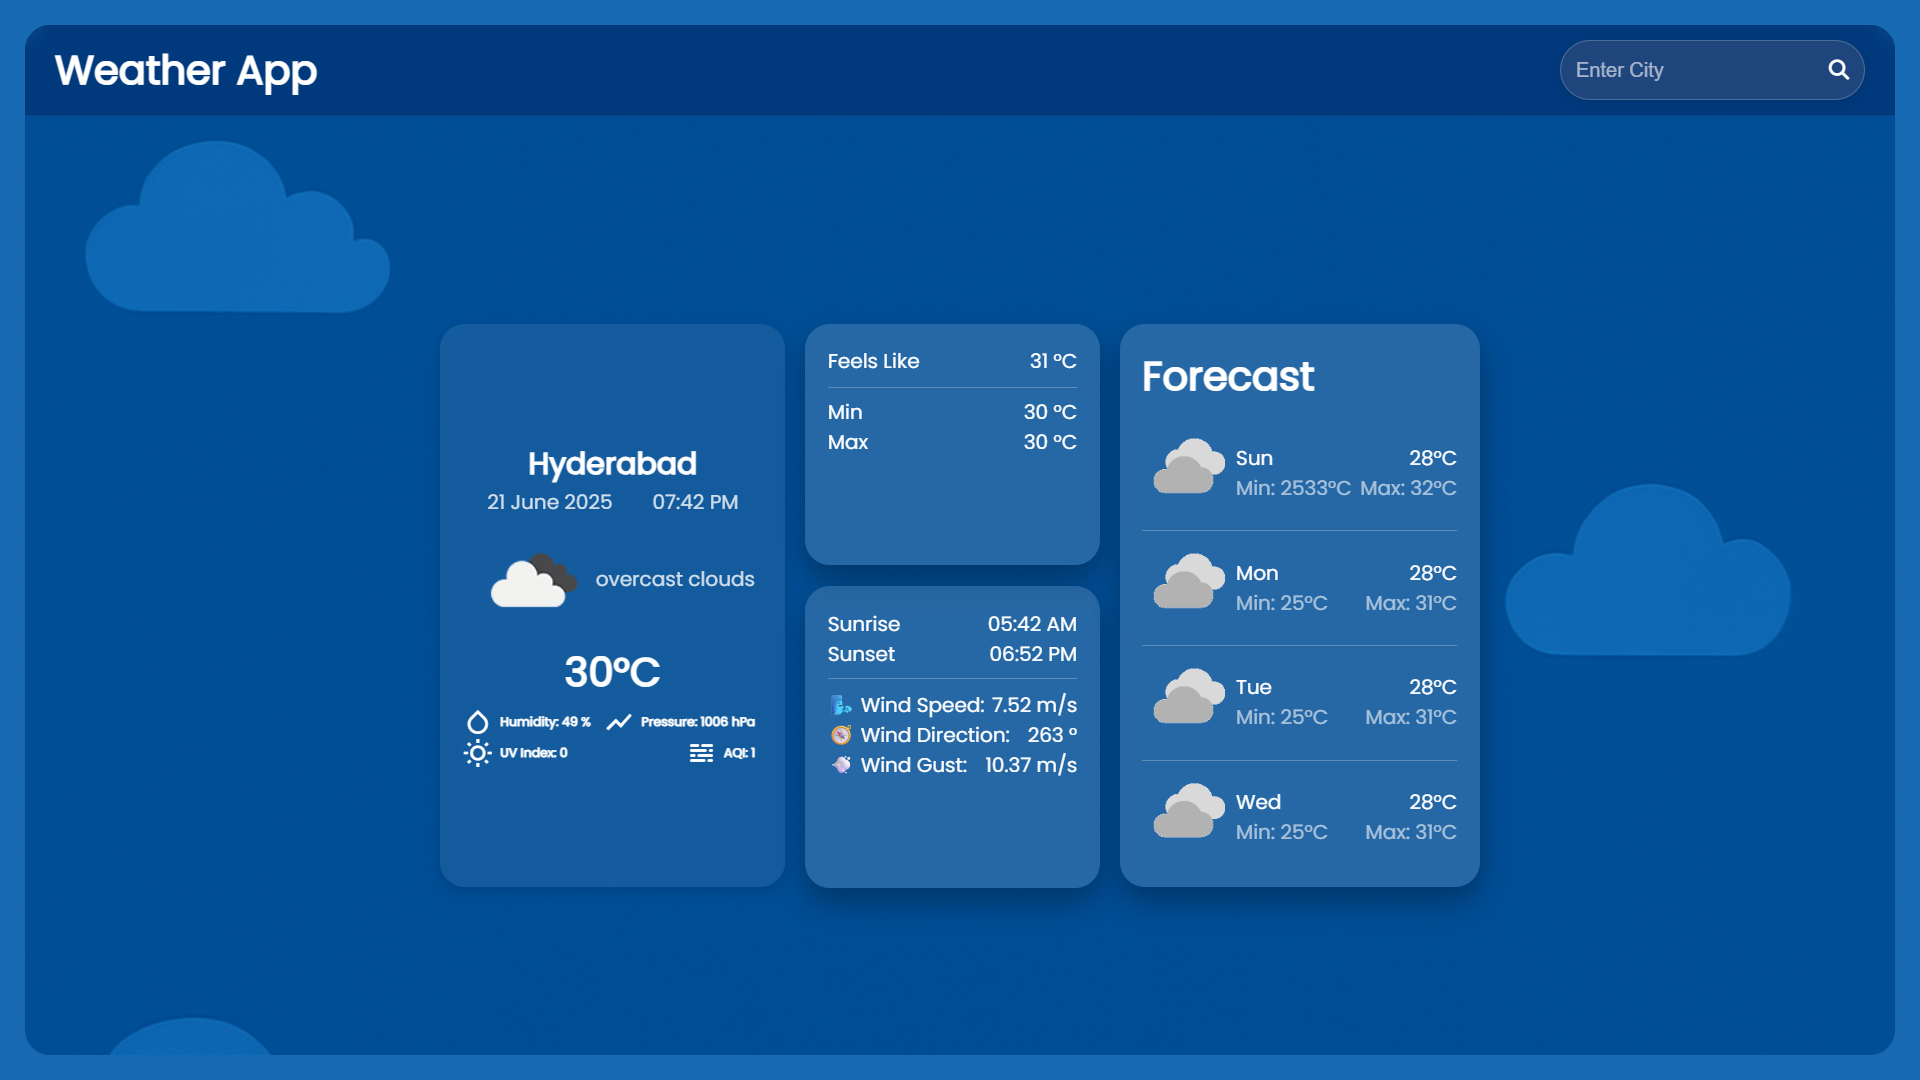 Weather App
Enter City
Hyderabad
21 June 2025 07:42 PM
overcast clouds
30°C
Humidity: 49 % Pressure: 1006 hPa
UV Index: 0 AQI: 1
Feels Like 31 °C
Min 30 °C
Max 30 °C
Sunrise 05:42 AM
Sunset 06:52 PM
Wind Speed: 7.52 m/s
Wind Direction: 263 °
Wind Gust: 10.37 m/s
Forecast
Sun 28°C
Min: 2533°C Max: 32°C
Mon 28°C
Min: 25°C Max: 31°C
Tue 28°C
Min: 25°C Max: 31°C
Wed 28°C
Min: 25°C Max: 31°C